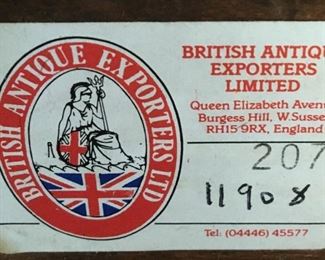 BRITISH ANTIQUE EXPORTERS LTD
BRITISH ANTIQU
EXPORTERS
LIMITED
Queen Elizabeth Aven
Burgess Hill, W.Susse
RH15 9RX, England
207
11908
Tel: (04446) 45577